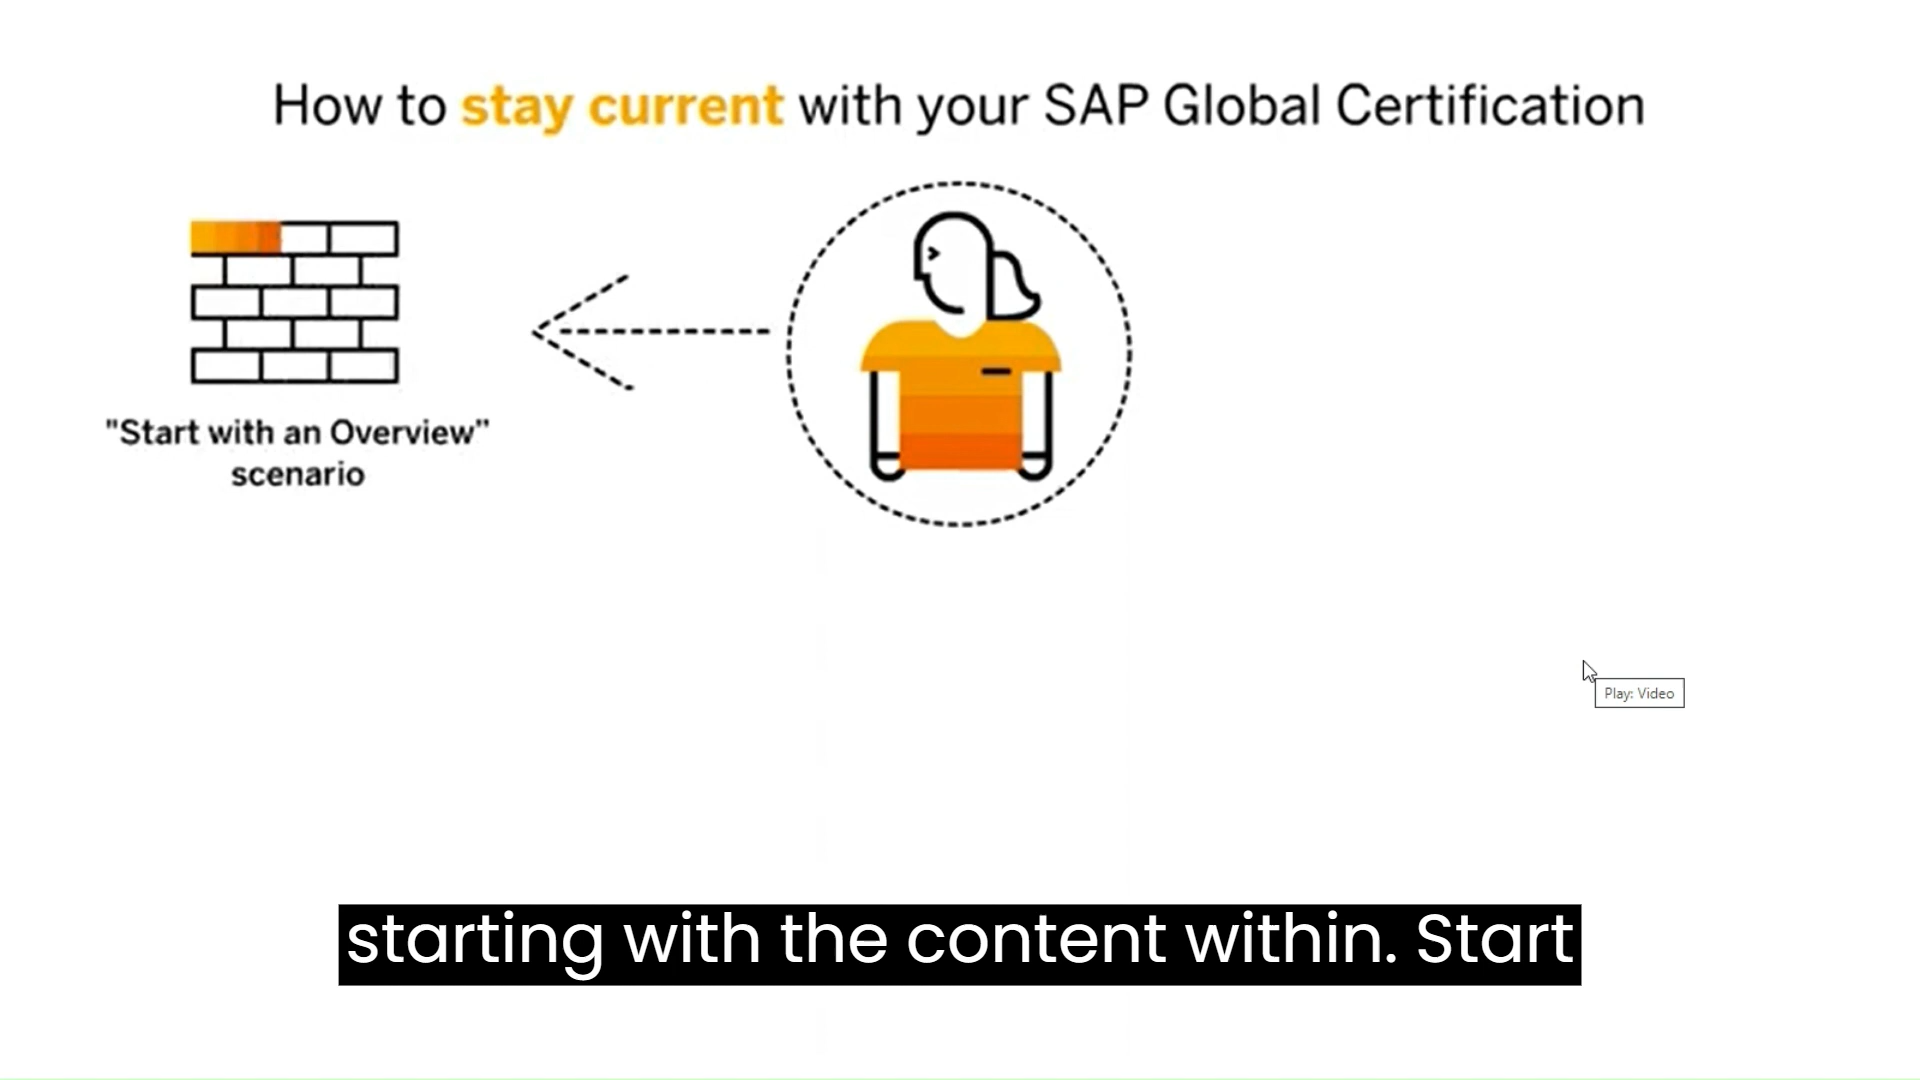 How to stay current with your SAP Global Certification
"Start with an Overview"
scenario
Play: Video
starting with the content within. Start